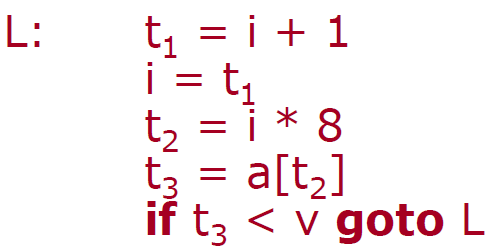 L: t₁ = i + 1
i = t₁
t₂ = i * 8
t₃ = a[t₂]
if t₃ < v goto L